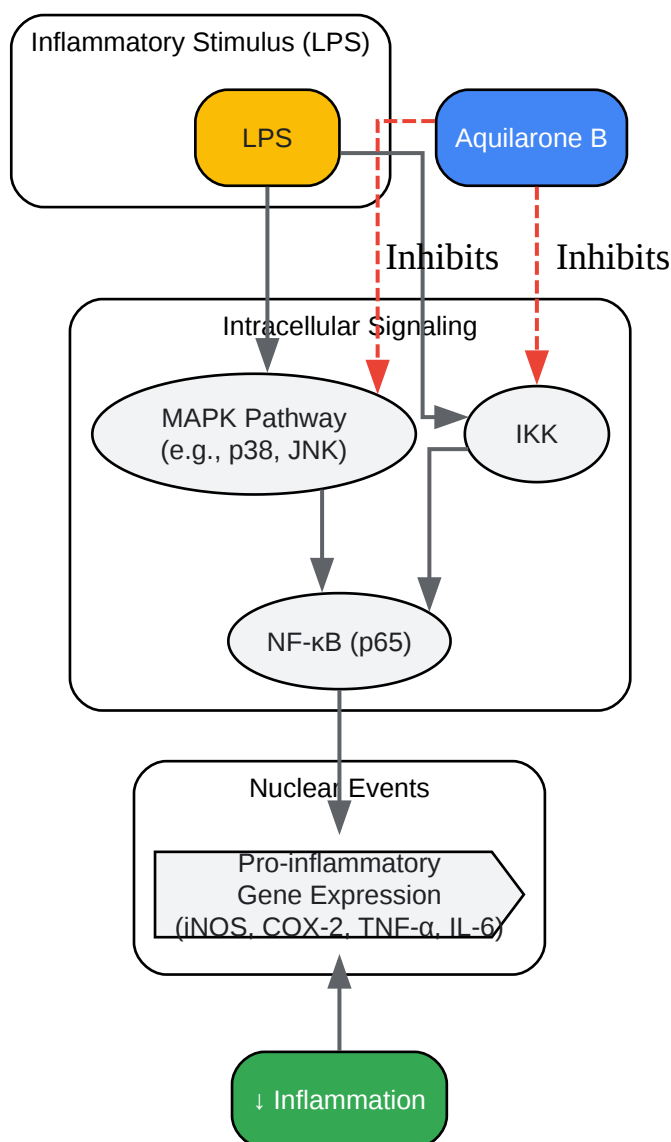 Inflammatory Stimulus (LPS)
LPS
Aquilarone B
Inhibits
Inhibits
Intracellular Signaling
MAPK Pathway
(e.g., p38, JNK)
IKK
NF-κB (p65)
Nuclear Events
Pro-inflammatory
Gene Expression
(iNOS, COX-2, TNF-α, IL-6)
↓ Inflammation